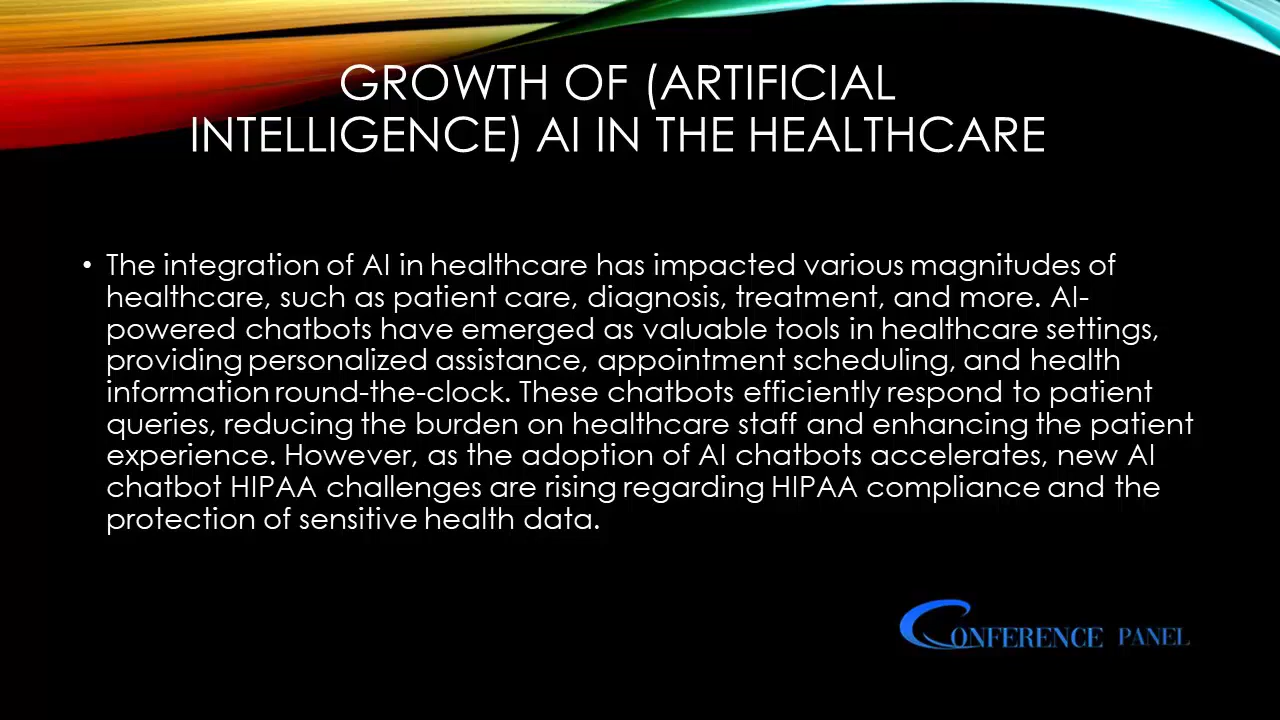 GROWTH OF (ARTIFICIAL
INTELLIGENCE) AI IN THE HEALTHCARE
• The integration of AI in healthcare has impacted various magnitudes of
healthcare, such as patient care, diagnosis, treatment, and more. AI-
powered chatbots have emerged as valuable tools in healthcare settings,
providing personalized assistance, appointment scheduling, and health
information round-the-clock. These chatbots efficiently respond to patient
queries, reducing the burden on healthcare staff and enhancing the patient
experience. However, as the adoption of AI chatbots accelerates, new AI
chatbot HIPAA challenges are rising regarding HIPAA compliance and the
protection of sensitive health data.
CONFERENCE PANEL